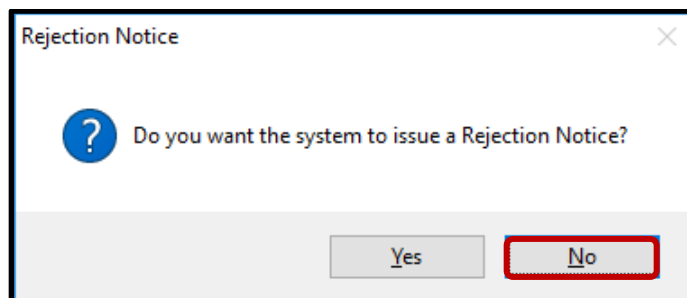 Rejection Notice
Do you want the system to issue a Rejection Notice?
Yes
No